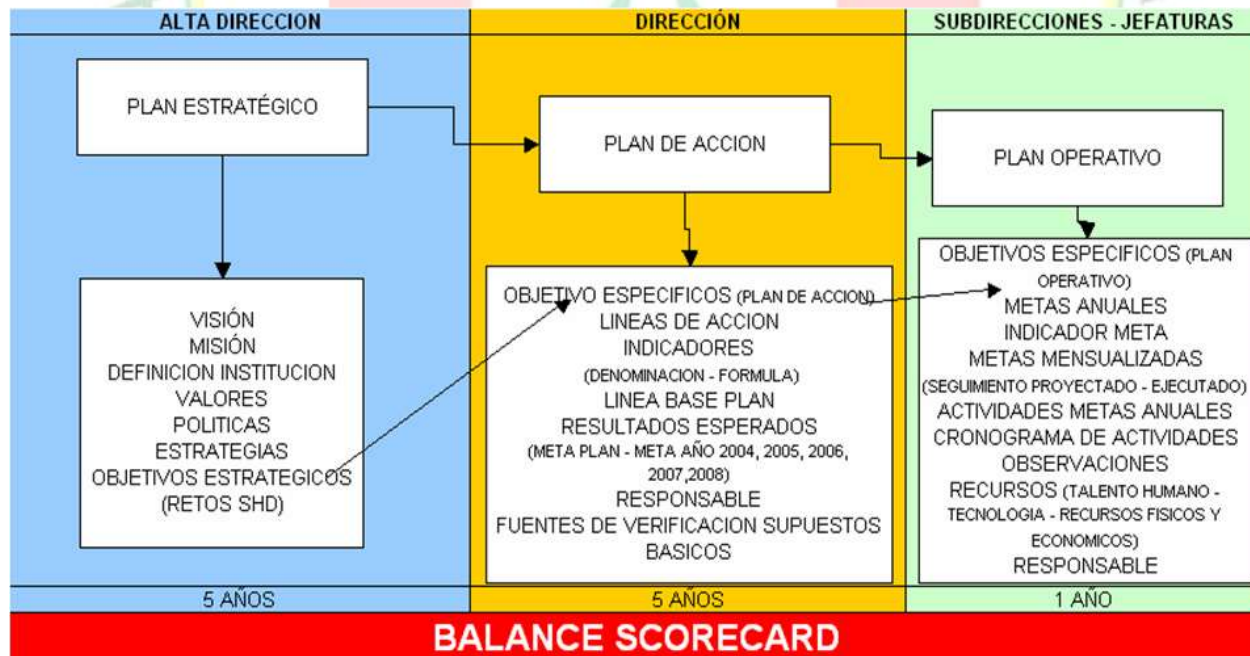 ALTA DIRECCION
DIRECCIÓN
SUBDIRECCIONES - JEFATURAS
PLAN ESTRATÉGICO
PLAN DE ACCION
PLAN OPERATIVO
VISIÓN
MISIÓN
DEFINICION INSTITUCION
VALORES
POLITICAS
ESTRATEGIAS
OBJETIVOS ESTRATEGICOS
(RETOS SHD)
OBJETIVO ESPECIFICOS (PLAN DE ACCION)
LINEAS DE ACCION
INDICADORES
(DENOMINACION - FORMULA)
LINEA BASE PLAN
RESULTADOS ESPERADOS
(META PLAN - META AÑO 2004, 2005, 2006,
2007,2008)
RESPONSABLE
FUENTES DE VERIFICACION SUPUESTOS
BASICOS
OBJETIVOS ESPECIFICOS (PLAN
OPERATIVO)
METAS ANUALES
INDICADOR META
METAS MENSUALIZADAS
(SEGUIMIENTO PROYECTADO - EJECUTADO)
ACTIVIDADES METAS ANUALES
CRONOGRAMA DE ACTIVIDADES
OBSERVACIONES
RECURSOS (TALENTO HUMANO -
TECNOLOGIA - RECURSOS FISICOS Y
ECONOMICOS)
RESPONSABLE
5 AÑOS
5 AÑOS
1 AÑO
BALANCE SCORECARD